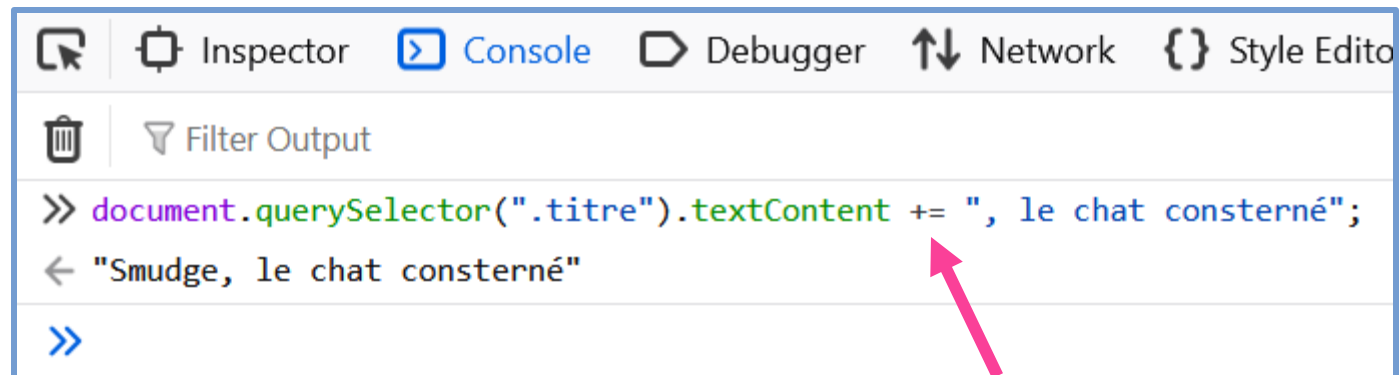 Inspector Console Debugger Network {} Style Edito
Filter Output
>> document.querySelector(".titre").textContent += ", le chat consterné";
← "Smudge, le chat consterné"
>>